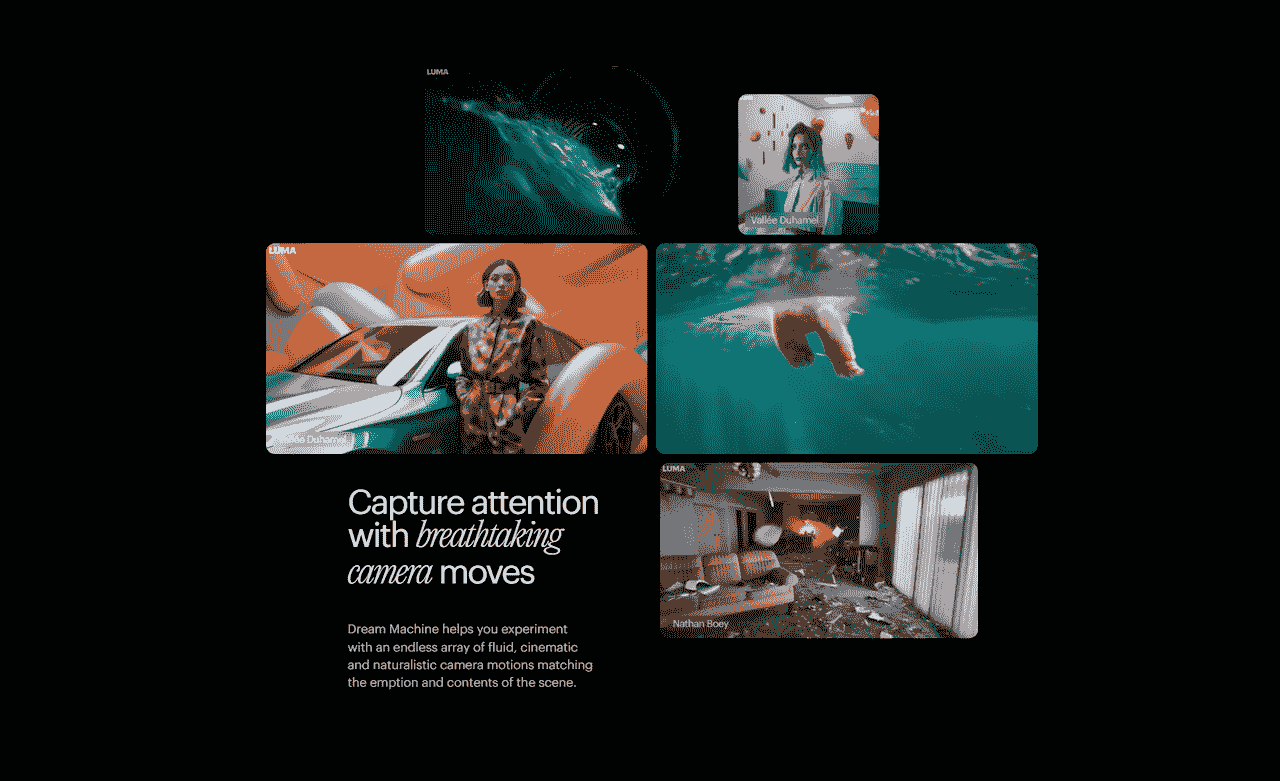 LUMA
Vallée Duhamel
LUMA
Vallée Duhamel
Capture attention
with breathtaking
camera moves
LUMA
Nathan Boey
Dream Machine helps you experiment
with an endless array of fluid, cinematic
and naturalistic camera motions matching
the emption and contents of the scene.